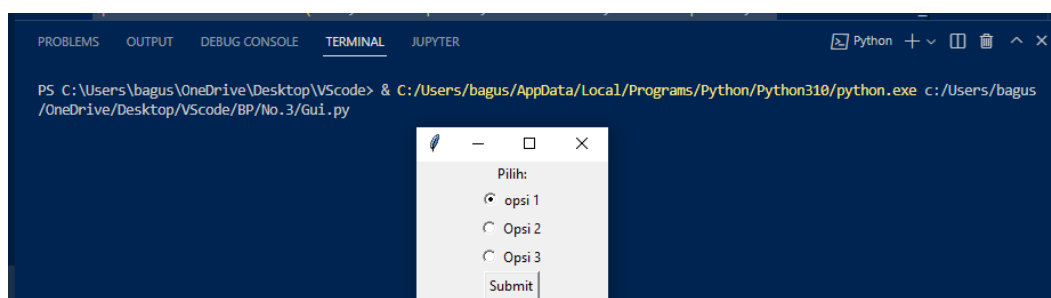 PROBLEMS OUTPUT DEBUG CONSOLE TERMINAL JUPYTER Python
PS C:\Users\bagus\OneDrive\Desktop\VScode> & C:/Users/bagus/AppData/Local/Programs/Python/Python310/python.exe c:/Users/bagus
/OneDrive/Desktop/VScode/BP/No.3/Gui.py
Pilih:
opsi 1
Opsi 2
Opsi 3
Submit